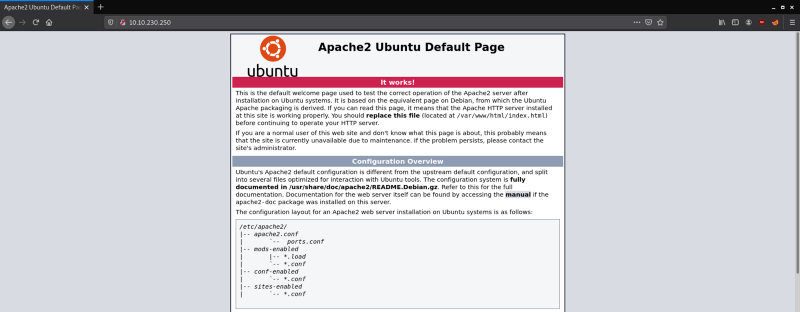 Apache2 Ubuntu Default Pa
10.10.230.250
ubuntu
Apache2 Ubuntu Default Page
It works!
This is the default welcome page used to test the correct operation of the Apache2 server after
installation on Ubuntu systems. It is based on the equivalent page on Debian, from which the Ubuntu
Apache packaging is derived. If you can read this page, it means that the Apache HTTP server installed
at this site is working properly. You should replace this file (located at /var/www/html/index.html)
before continuing to operate your HTTP server.
If you are a normal user of this web site and don't know what this page is about, this probably means
that the site is currently unavailable due to maintenance. If the problem persists, please contact the
site's administrator.
Configuration Overview
Ubuntu's Apache2 default configuration is different from the upstream default configuration, and split
into several files optimized for interaction with Ubuntu tools. The configuration system is fully
documented in /usr/share/doc/apache2/README.Debian.gz. Refer to this for the full
documentation. Documentation for the web server itself can be found by accessing the manual if the
apache2-doc package was installed on this server.
The configuration layout for an Apache2 web server installation on Ubuntu systems is as follows:
/etc/apache2/
|-- apache2.conf
|       `--  ports.conf
|-- mods-enabled
|       |-- *.load
|       `-- *.conf
|-- conf-enabled
|       `-- *.conf
|-- sites-enabled
|       `-- *.conf